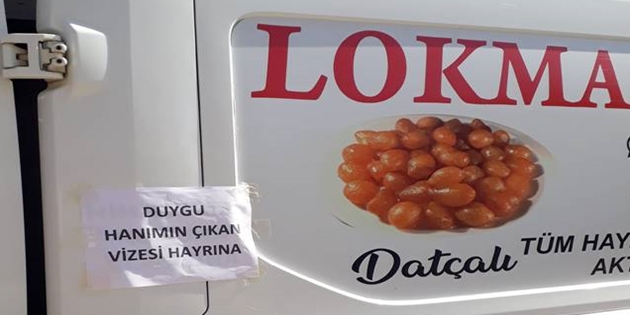 LOKMA
DUYGU
HANIMIN ÇIKAN
VİZESİ HAYRINA
Datçalı
TÜM HAY
AKT